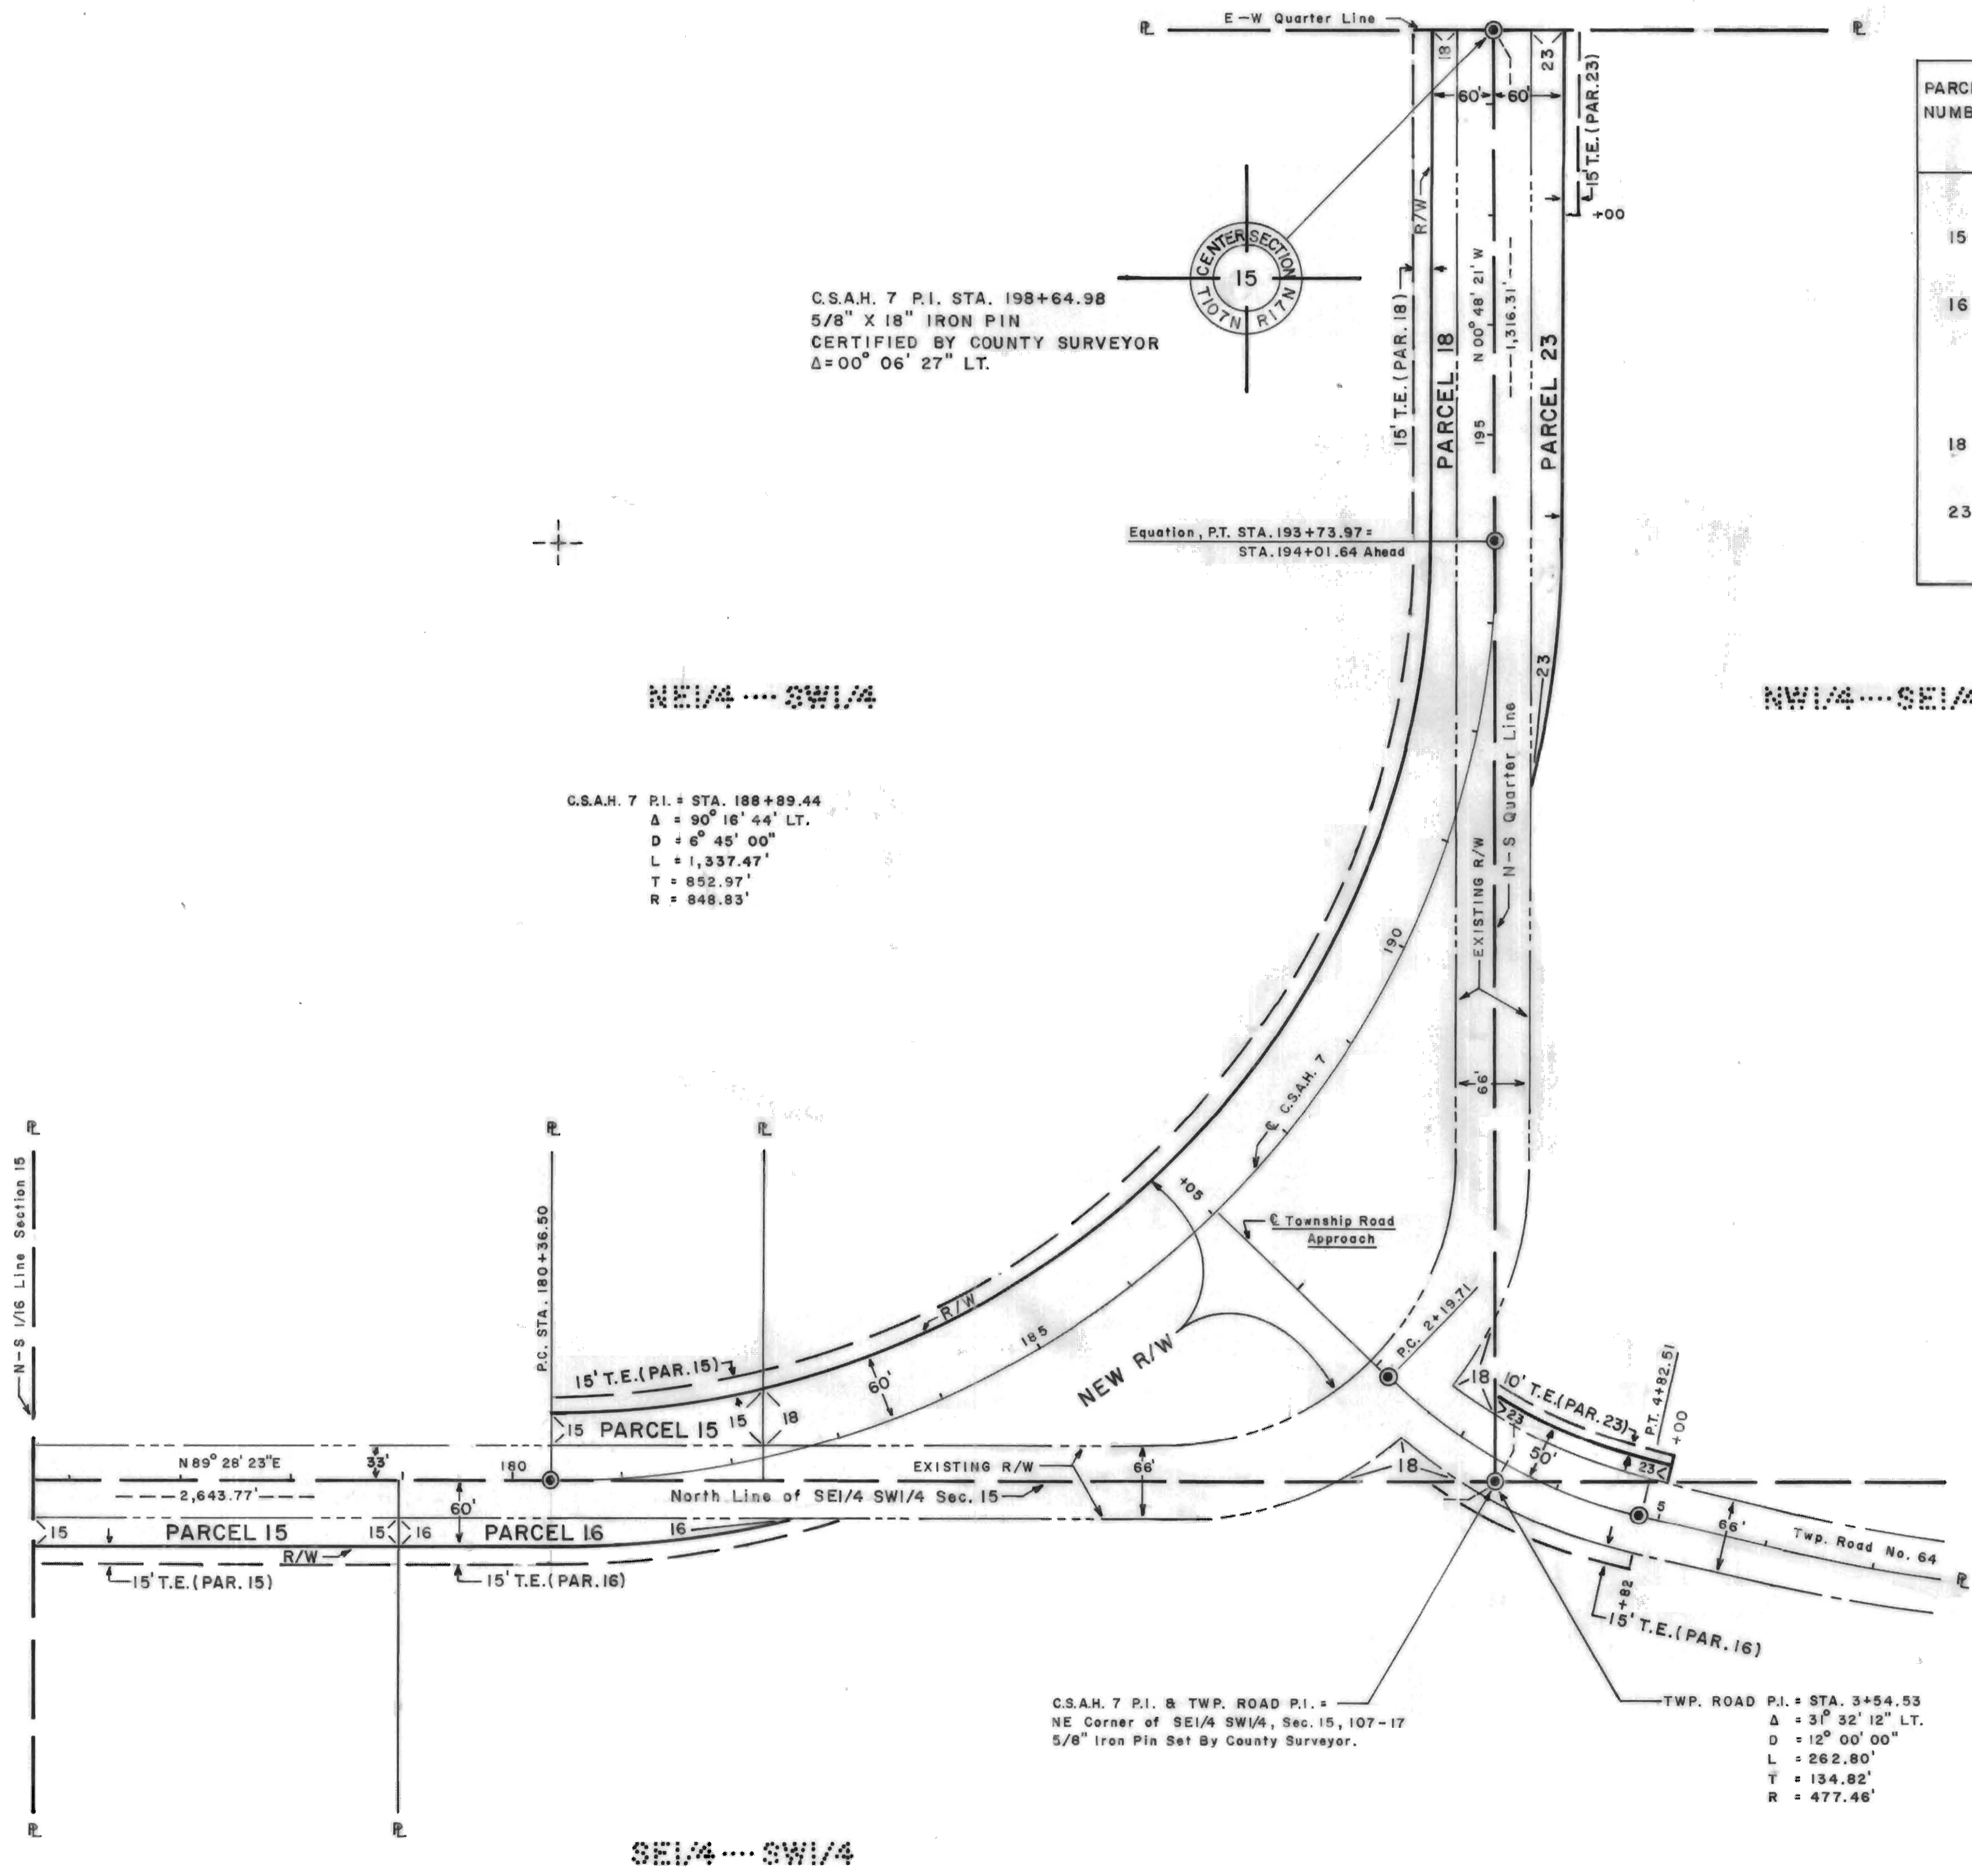 E-W Quarter Line
PARC
NUMB
15
16
18
23
18
23
60' 60'
15' T.E. (PAR. 23)
+00
R/W
CENTER SECTION
15
T107N R17N
C.S.A.H. 7 P.I. STA. 198+64.98
5/8" X 18" IRON PIN
CERTIFIED BY COUNTY SURVEYOR
Δ=00° 06' 27" LT.
15' T.E. (PAR. 18)
PARCEL 18
N 00° 48' 21" W
1,316.31'
195
PARCEL 23
Equation, P.T. STA. 193+73.97=
STA. 194+01.64 Ahead
NE1/4 ···· SW1/4
NW1/4 ···· SE1/4
23
N-S Quarter Line
EXISTING R/W
C.S.A.H. 7 P.I. = STA. 188+89.44
Δ = 90° 16' 44' LT.
D = 6° 45' 00"
L = 1,337.47'
T = 852.97'
R = 848.83'
190
66'
℄ C.S.A.H. 7
N-S 1/16 Line Section 15
P.C. STA. 180+36.50
+05
℄ Township Road
Approach
R/W
185
P.C. 2+19.71
NEW R/W
60'
15' T.E. (PAR. 15)
15 PARCEL 15 15 18
18
10' T.E. (PAR. 23)
P.T. 4+82.51
+00
23
50'
23
N 89° 28' 23" E
33'
180
EXISTING R/W
66'
18
2,643.77'
60'
North Line of SE1/4 SW1/4 Sec. 15
15 PARCEL 15 15 16 PARCEL 16 16
R/W
15' T.E. (PAR. 15)
15' T.E. (PAR. 16)
5
66'
Twp. Road No. 64
+82
15' T.E. (PAR. 16)
C.S.A.H. 7 P.I. & TWP. ROAD P.I. =
NE Corner of SE1/4 SW1/4, Sec. 15, 107-17
5/8" Iron Pin Set By County Surveyor.
TWP. ROAD P.I. = STA. 3+54.53
Δ = 31° 32' 12" LT.
D = 12° 00' 00"
L = 262.80'
T = 134.82'
R = 477.46'
SE1/4 ···· SW1/4